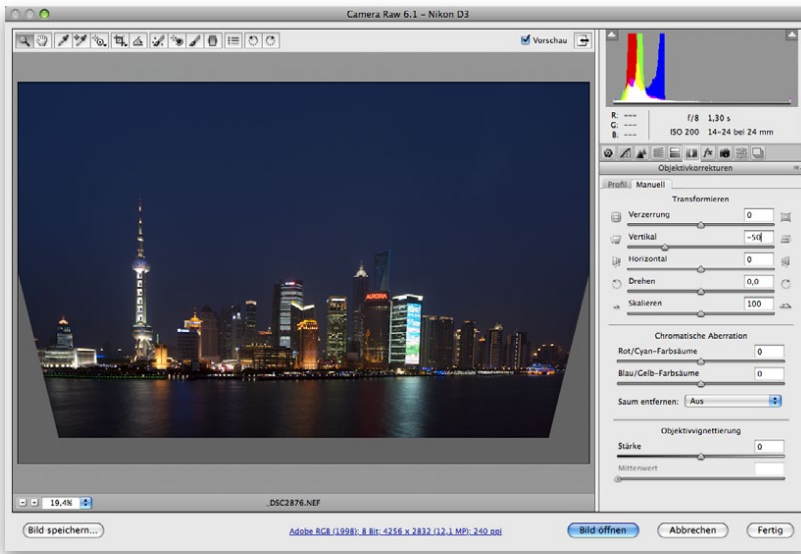 Camera Raw 6.1 – Nikon D3
Vorschau
R: ---
G: ---
B: ---
f/8 1,30 s
ISO 200 14-24 bei 24 mm
Objektivkorrekturen
Profil Manuell
Transformieren
Verzerrung 0
Vertikal -50
Horizontal 0
Drehen 0,0
Skalieren 100
Chromatische Aberration
Rot/Cyan-Farbsäume 0
Blau/Gelb-Farbsäume 0
Saum entfernen: Aus
Objektivvignettierung
Stärke 0
Mittenwert
AURORA
19,4% _DSC2876.NEF
Bild speichern... Adobe RGB (1998); 8 Bit; 4256 x 2832 (12,1 MP); 240 ppi Bild öffnen Abbrechen Fertig